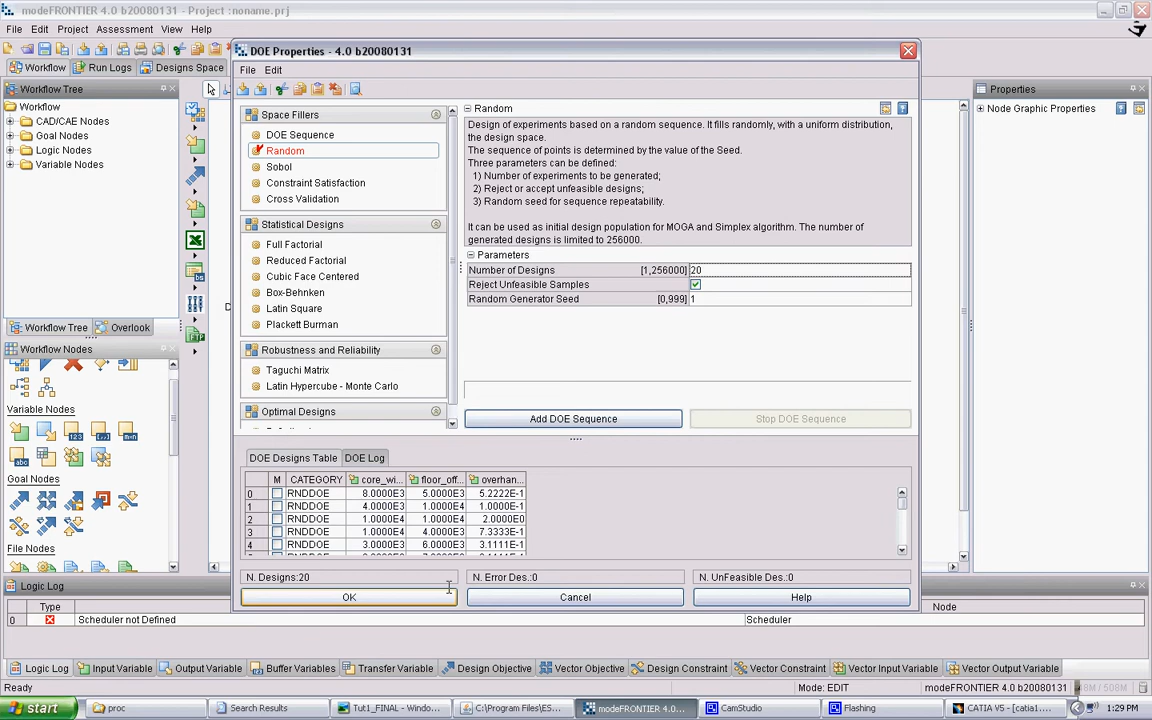 modeFRONTIER 4.0 b20080131 - Project :noname.prj
File Edit Project Assessment View Help
Workflow Run Logs Designs Space
Workflow Tree
Workflow
CAD/CAE Nodes
Goal Nodes
Logic Nodes
Variable Nodes
Workflow Tree Overlook
Workflow Nodes
Variable Nodes
Goal Nodes
File Nodes
DOE Properties - 4.0 b20080131
File Edit
Space Fillers
DOE Sequence
Random
Sobol
Constraint Satisfaction
Cross Validation
Statistical Designs
Full Factorial
Reduced Factorial
Cubic Face Centered
Box-Behnken
Latin Square
Plackett Burman
Robustness and Reliability
Taguchi Matrix
Latin Hypercube - Monte Carlo
Optimal Designs
Random
Design of experiments based on a random sequence. It fills randomly, with a uniform distribution,
the design space.
The sequence of points is determined by the value of the Seed.
Three parameters can be defined:
1) Number of experiments to be generated;
2) Reject or accept unfeasible designs;
3) Random seed for sequence repeatability.
It can be used as initial design population for MOGA and Simplex algorithm. The number of
generated designs is limited to 256000.
Parameters
Number of Designs [1,256000] 20
Reject Unfeasible Samples
Random Generator Seed [0,999] 1
Add DOE Sequence Stop DOE Sequence
DOE Designs Table DOE Log
M CATEGORY core_wi... floor_off... overhan...
0 RNDDOE 8.0000E3 5.0000E3 5.2222E-1
1 RNDDOE 4.0000E3 1.0000E4 1.0000E-1
2 RNDDOE 1.0000E4 1.0000E4 2.0000E0
3 RNDDOE 1.0000E4 4.0000E3 7.3333E-1
4 RNDDOE 3.0000E3 6.0000E3 3.1111E-1
N. Designs:20 N. Error Des.:0 N. UnFeasible Des.:0
OK Cancel Help
Properties
Node Graphic Properties
Logic Log
Type Node
0 Scheduler not Defined Scheduler
Logic Log Input Variable Output Variable Buffer Variables Transfer Variable Design Objective Vector Objective Design Constraint Vector Constraint Vector Input Variable Vector Output Variable
Ready Mode: EDIT modeFRONTIER 4.0 b20080131
start proc Search Results Tut1_FINAL - Windo... C:\Program Files\ES... modeFRONTIER 4.0... CamStudio Flashing CATIA V5 - [catia1... 1:29 PM